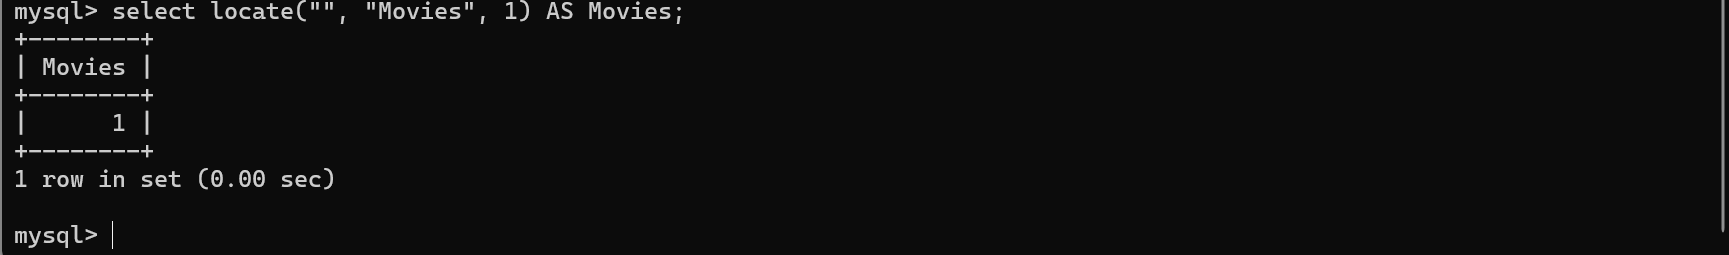 mysql> select locate("", "Movies", 1) AS Movies;
+--------+
| Movies |
+--------+
|      1 |
+--------+
1 row in set (0.00 sec)
mysql>